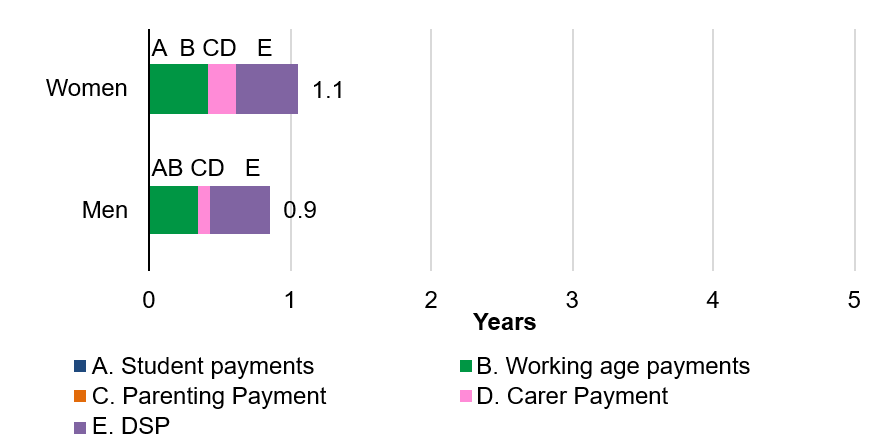 A B CD E
Women 1.1
AB CD E
Men 0.9
0 1 2 3 4 5
Years
A. Student payments B. Working age payments
C. Parenting Payment D. Carer Payment
E. DSP